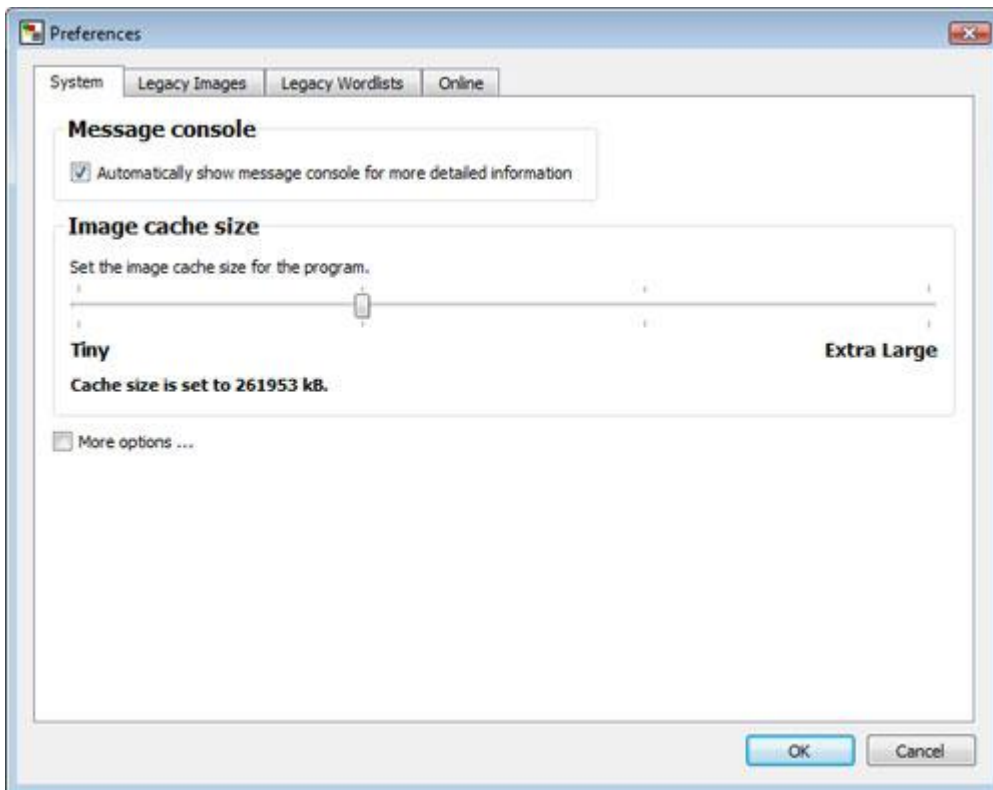 Preferences
System
Legacy Images
Legacy Wordlists
Online
Message console
Automatically show message console for more detailed information
Image cache size
Set the image cache size for the program.
Tiny
Extra Large
Cache size is set to 261953 kB.
More options ...
OK
Cancel